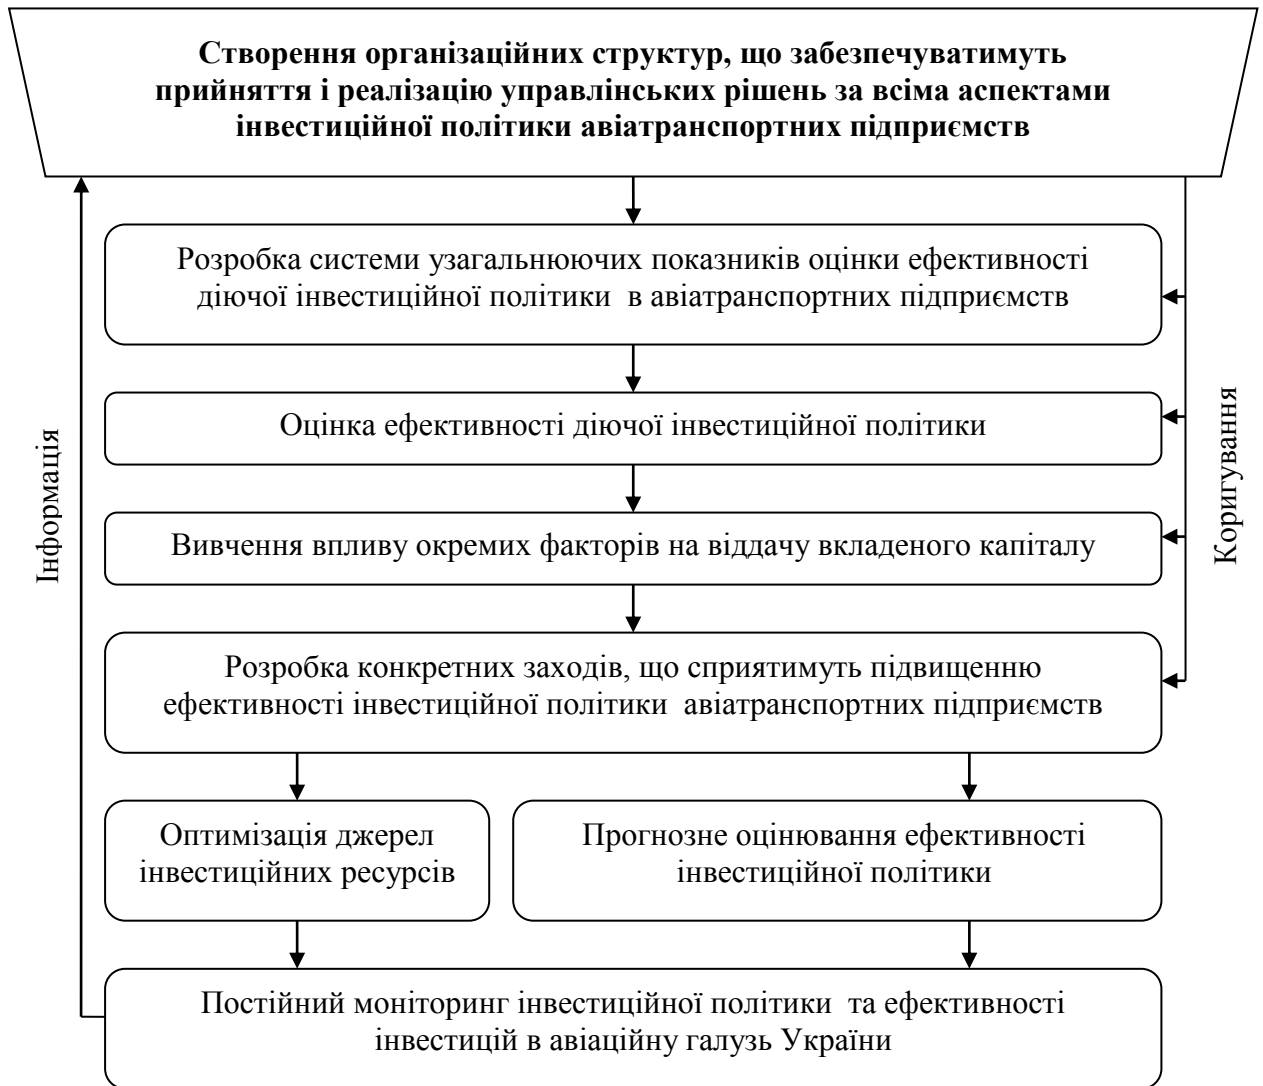 Створення організаційних структур, що забезпечуватимуть
прийняття і реалізацію управлінських рішень за всіма аспектами
інвестиційної політики авіатранспортних підприємств
Розробка системи узагальнюючих показників оцінки ефективності
діючої інвестиційної політики  в авіатранспортних підприємств
Оцінка ефективності діючої інвестиційної політики
Вивчення впливу окремих факторів на віддачу вкладеного капіталу
Розробка конкретних заходів, що сприятимуть підвищенню
ефективності інвестиційної політики  авіатранспортних підприємств
Оптимізація джерел
інвестиційних ресурсів
Прогнозне оцінювання ефективності
інвестиційної політики
Постійний моніторинг інвестиційної політики  та ефективності
інвестицій в авіаційну галузь України
Інформація
Коригування